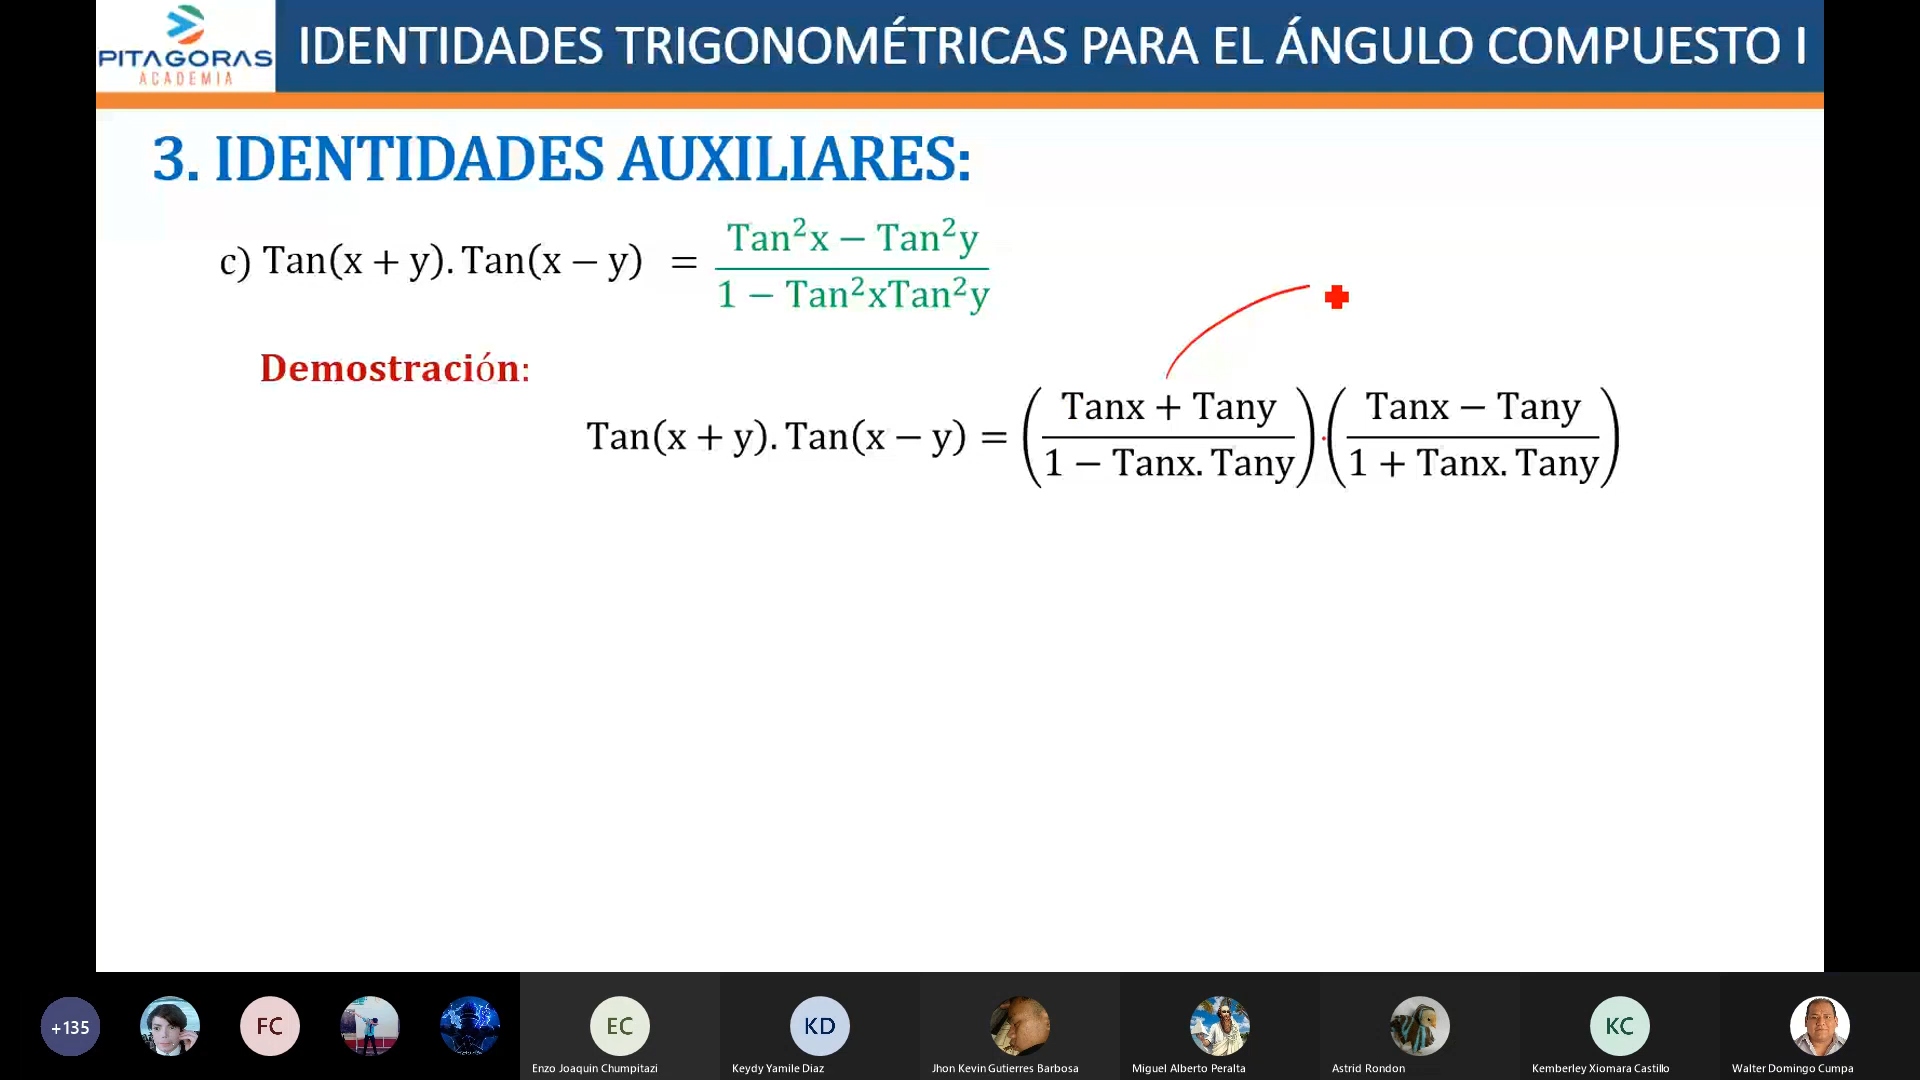 PITAGORAS
ACADEMIA
IDENTIDADES TRIGONOMÉTRICAS PARA EL ÁNGULO COMPUESTO I
3. IDENTIDADES AUXILIARES:
c) Tan(x + y). Tan(x − y) = Tan²x − Tan²y
1 − Tan²xTan²y
Demostración:
Tan(x + y). Tan(x − y) = (Tanx + Tany / 1 − Tanx. Tany) . (Tanx − Tany / 1 + Tanx. Tany)
+135
FC
EC
KD
KC
Enzo Joaquin Chumpitazi
Keydy Yamile Diaz
Jhon Kevin Gutierres Barbosa
Miguel Alberto Peralta
Astrid Rondon
Kemberley Xiomara Castillo
Walter Domingo Cumpa